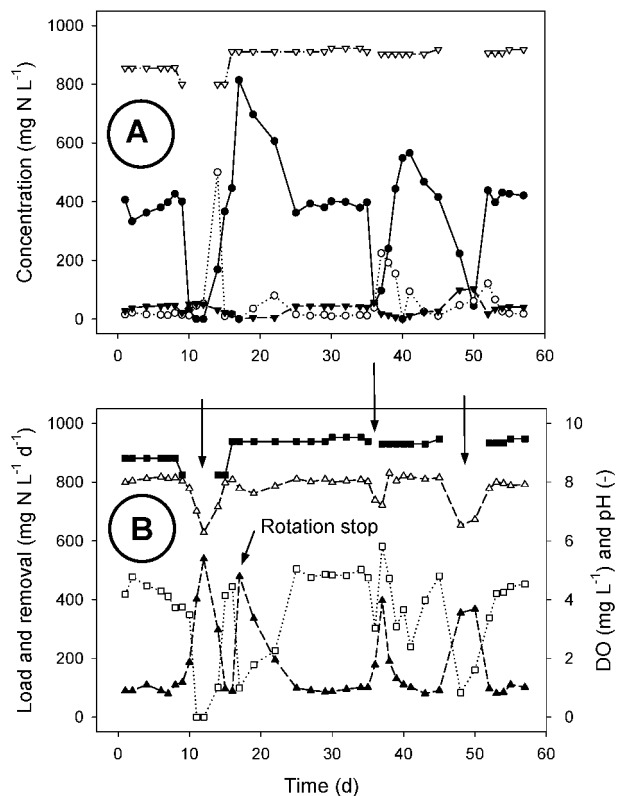 1000
800
600
400
200
0
Concentration (mg N L⁻¹)
A
0 10 20 30 40 50 60
1000
800
600
400
200
0
Load and removal (mg N L⁻¹ d⁻¹)
B
Rotation stop
10
8
6
4
2
0
DO (mg L⁻¹) and pH (-)
0 10 20 30 40 50 60
Time (d)